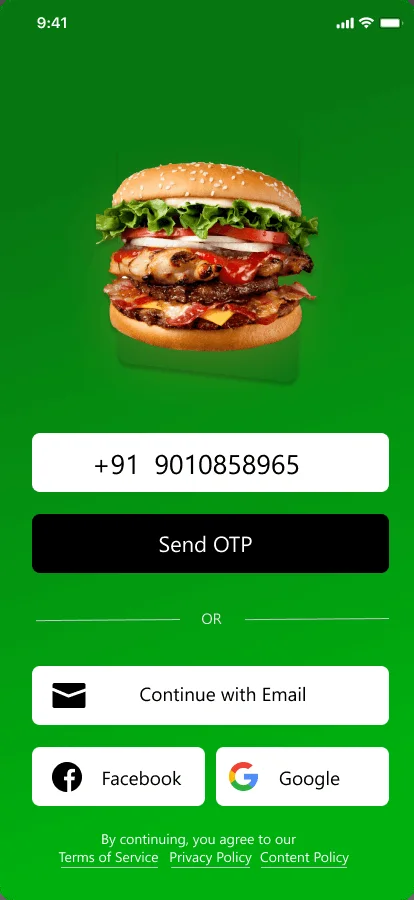 9:41
+91 9010858965
Send OTP
OR
Continue with Email
Facebook Google
By continuing, you agree to our
Terms of Service Privacy Policy Content Policy